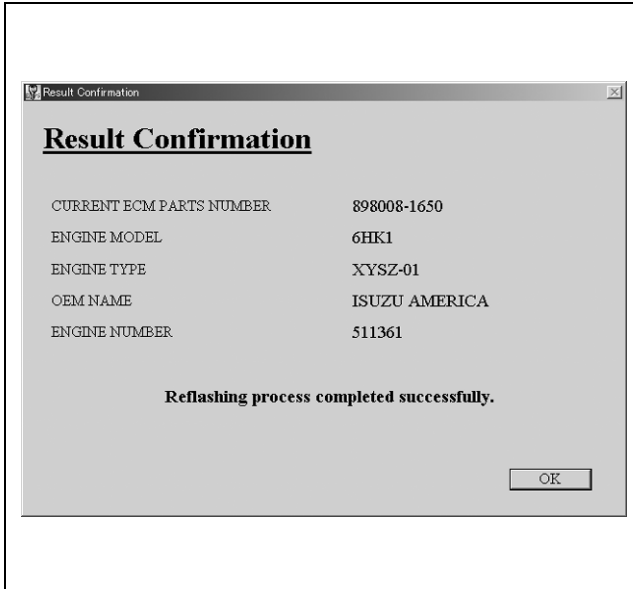 Result Confirmation
Result Confirmation
CURRENT ECM PARTS NUMBER 898008-1650
ENGINE MODEL 6HK1
ENGINE TYPE XYSZ-01
OEM NAME ISUZU AMERICA
ENGINE NUMBER 511361
Reflashing process completed successfully.
OK